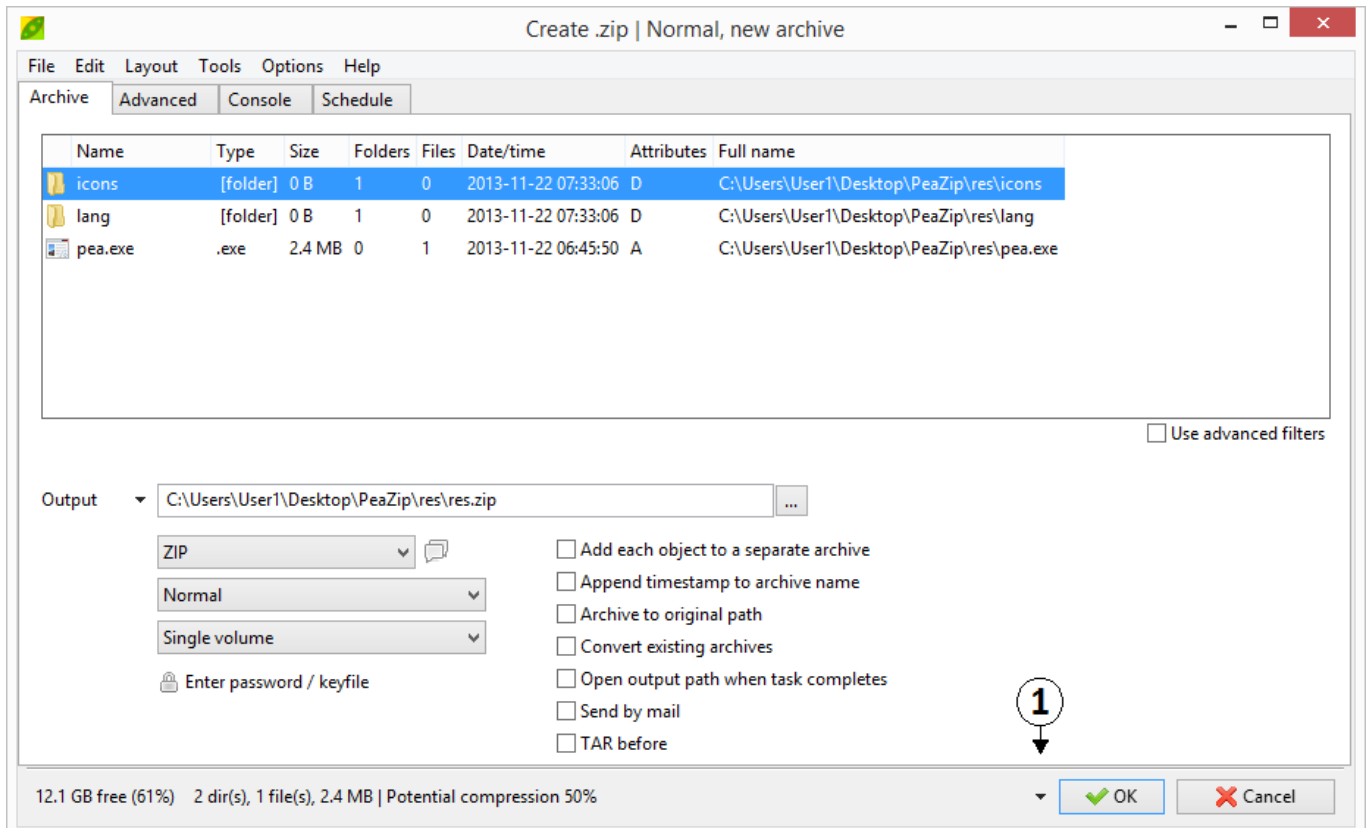 Create .zip | Normal, new archive
File Edit Layout Tools Options Help
Archive Advanced Console Schedule
Name Type Size Folders Files Date/time Attributes Full name
icons [folder] 0 B 1 0 2013-11-22 07:33:06 D C:\Users\User1\Desktop\PeaZip\res\icons
lang [folder] 0 B 1 0 2013-11-22 07:33:06 D C:\Users\User1\Desktop\PeaZip\res\lang
pea.exe .exe 2.4 MB 0 1 2013-11-22 06:45:50 A C:\Users\User1\Desktop\PeaZip\res\pea.exe
Use advanced filters
Output C:\Users\User1\Desktop\PeaZip\res\res.zip ...
ZIP
Normal
Single volume
Enter password / keyfile
Add each object to a separate archive
Append timestamp to archive name
Archive to original path
Convert existing archives
Open output path when task completes
Send by mail
TAR before
1
12.1 GB free (61%) 2 dir(s), 1 file(s), 2.4 MB | Potential compression 50% OK Cancel